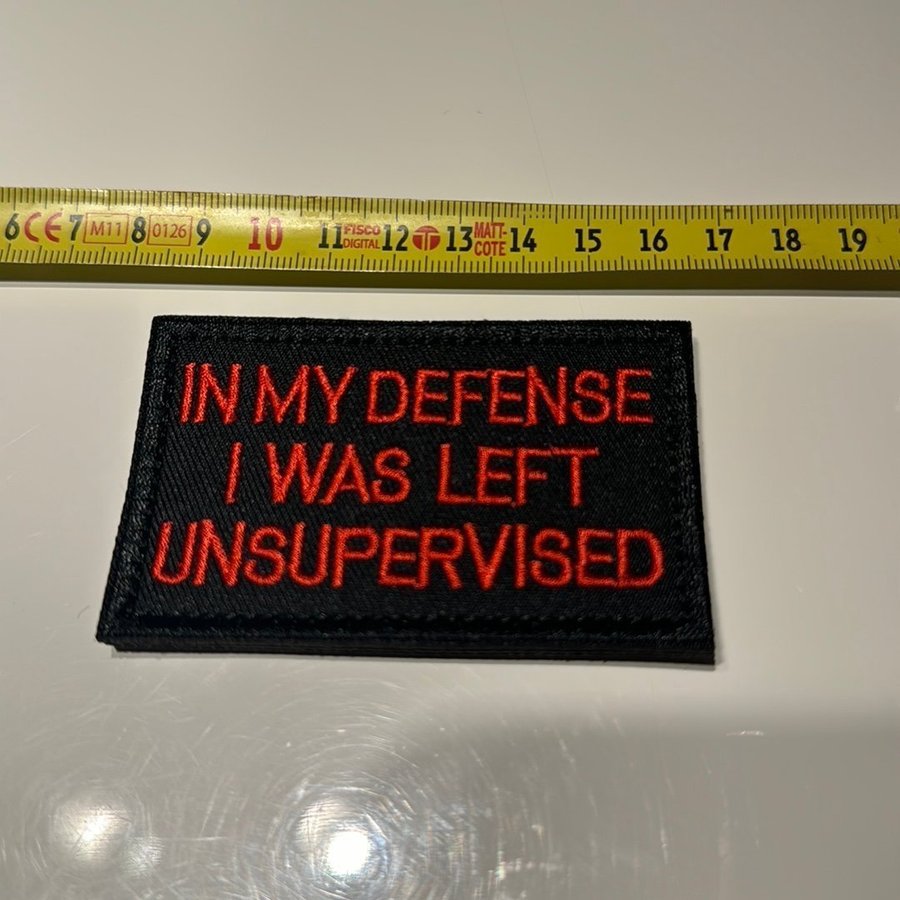 6 CE 7 M11 8 0126 9 10 11 FISCO DIGITAL 12 T 13 MATT-COTE 14 15 16 17 18 19
IN MY DEFENSE
I WAS LEFT
UNSUPERVISED